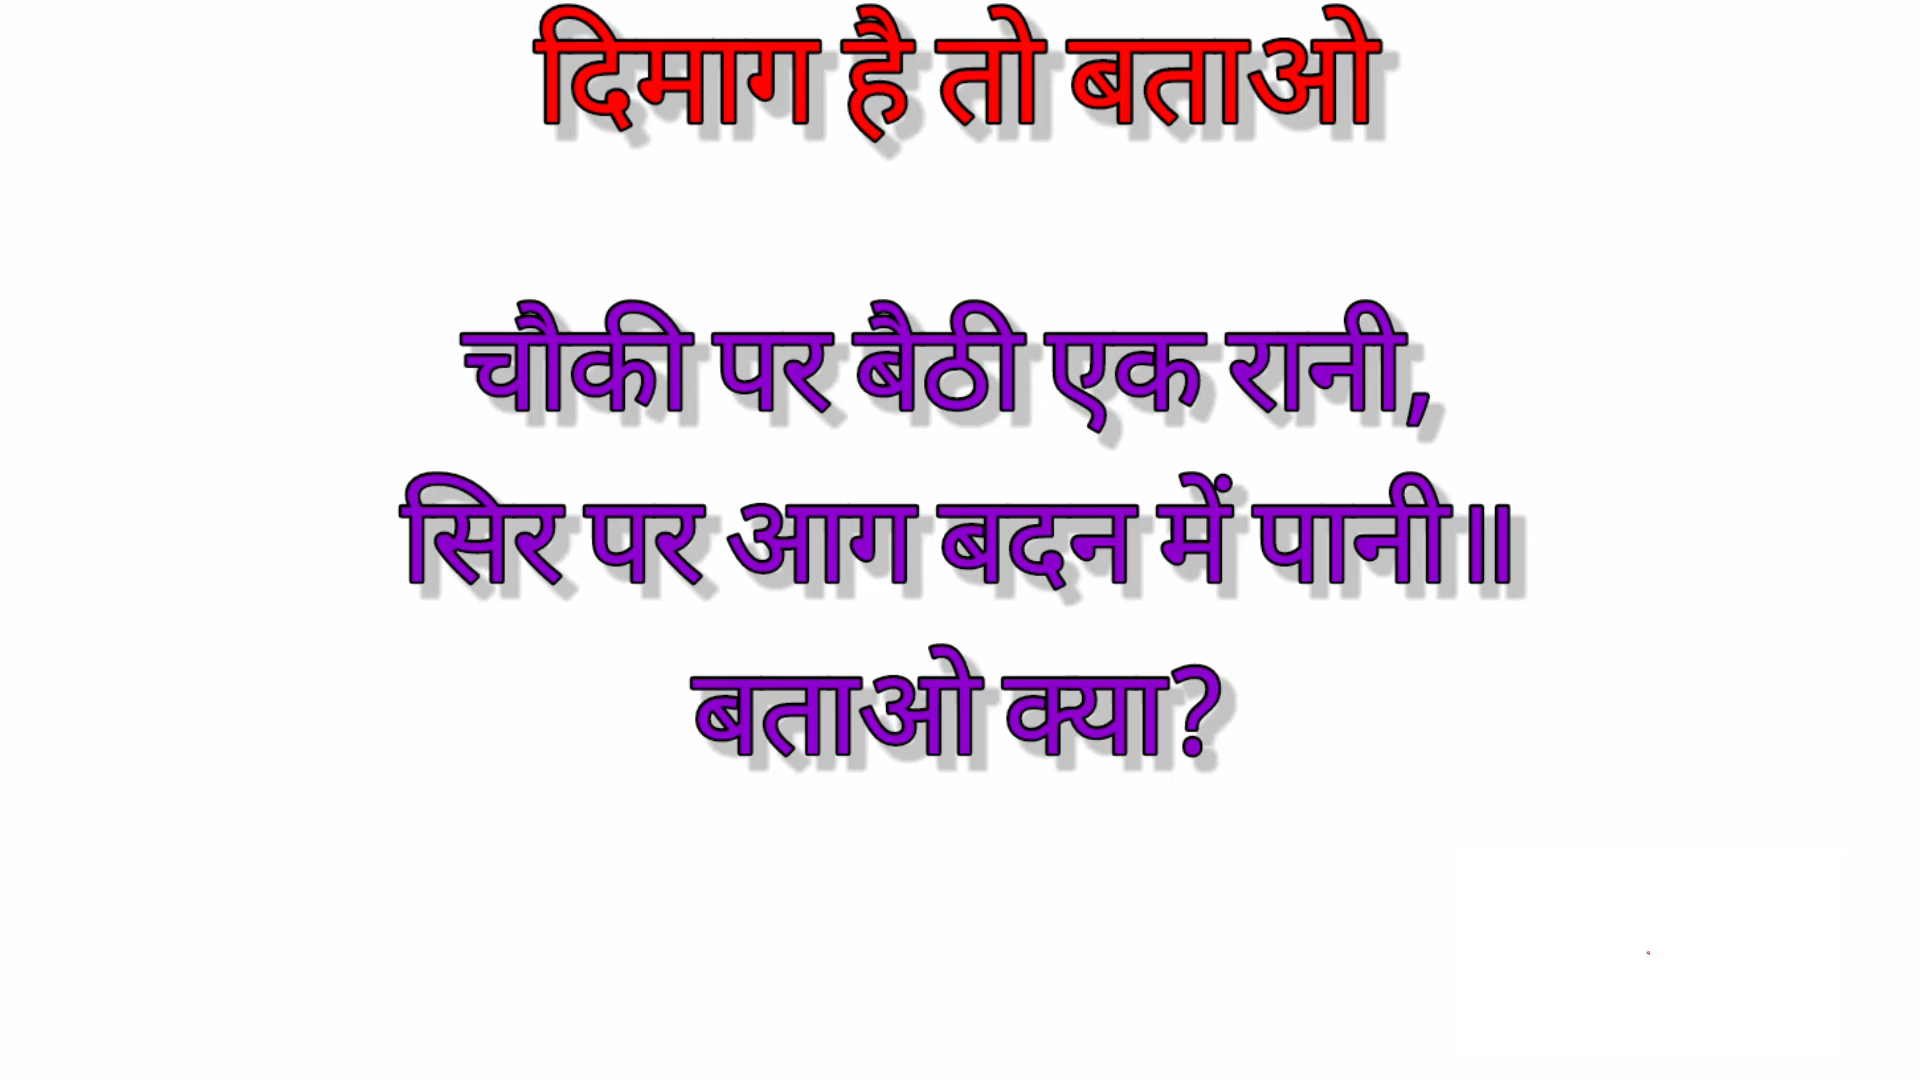 दिमाग है तो बताओ
चौकी पर बैठी एक रानी,
सिर पर आग बदन में पानी॥
बताओ क्या?